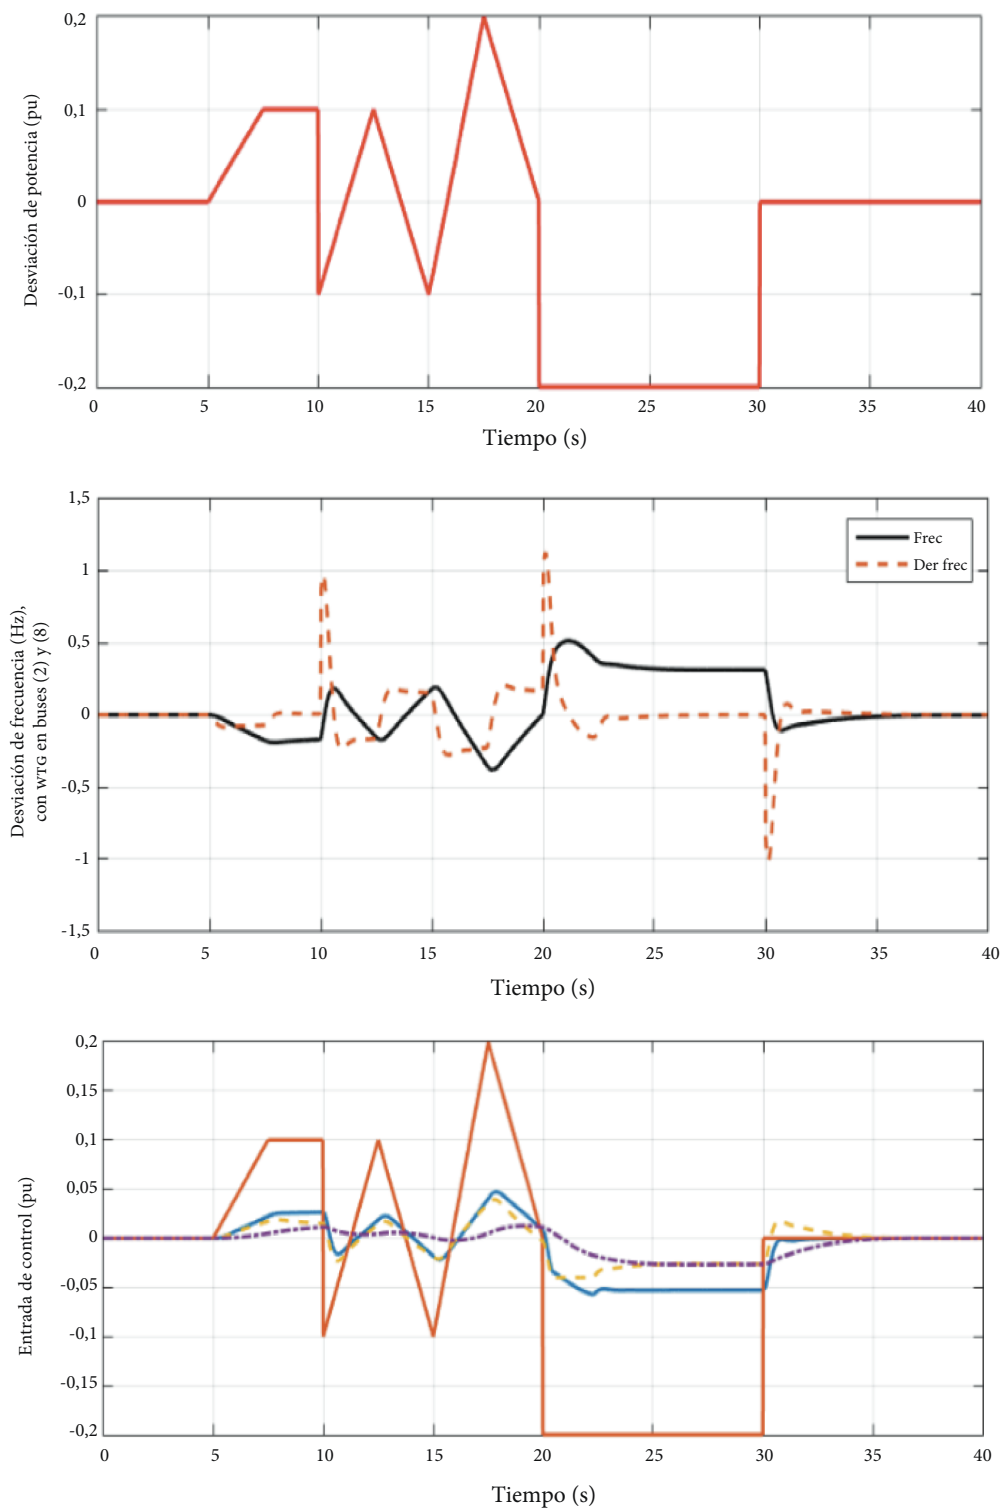 Desviación de potencia (pu)
0,2
0,1
0
-0,1
-0,2
0 5 10 15 20 25 30 35 40
Tiempo (s)
Desviación de frecuencia (Hz),
con WTG en buses (2) y (8)
1,5
1
0,5
0
-0,5
-1
-1,5
Frec
Der frec
0 5 10 15 20 25 30 35 40
Tiempo (s)
Entrada de control (pu)
0,2
0,15
0,1
0,05
0
-0,05
-0,1
-0,15
-0,2
0 5 10 15 20 25 30 35 40
Tiempo (s)